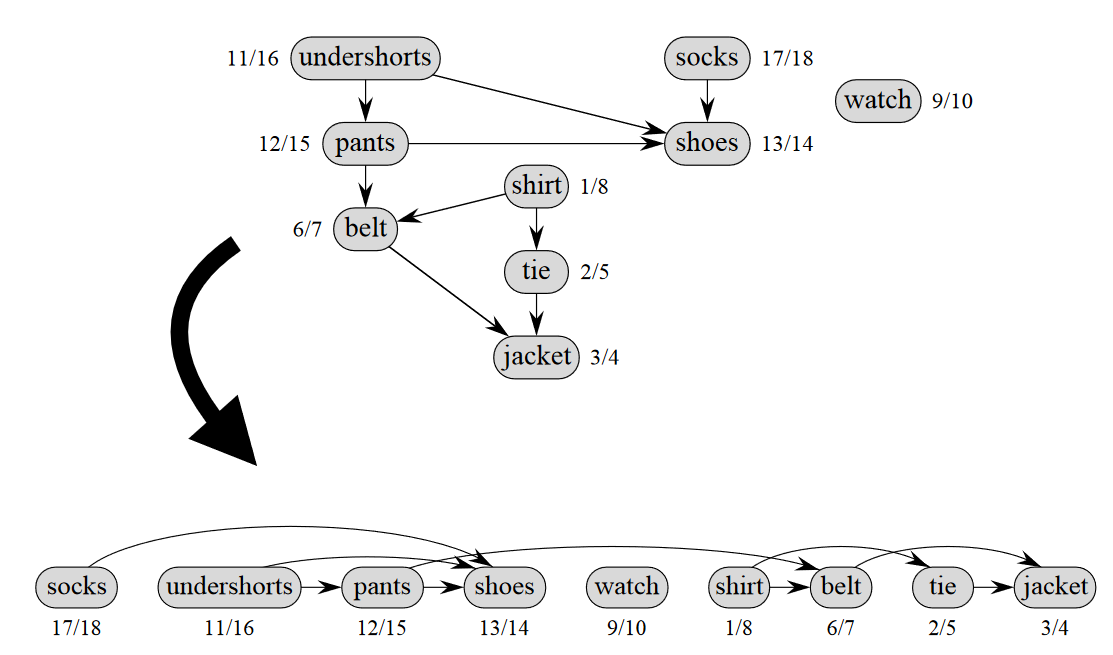 11/16 undershorts socks 17/18
watch 9/10
12/15 pants shoes 13/14
shirt 1/8
6/7 belt
tie 2/5
jacket 3/4
socks undershorts pants shoes watch shirt belt tie jacket
17/18 11/16 12/15 13/14 9/10 1/8 6/7 2/5 3/4